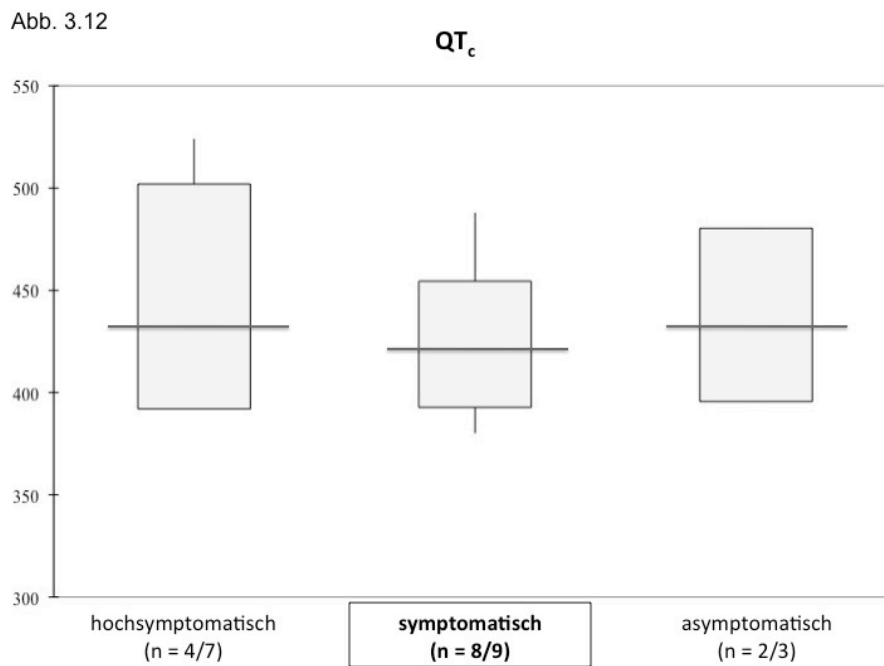 Abb. 3.12
QTc
550
500
450
400
350
300
hochsymptomatisch
(n = 4/7)
symptomatisch
(n = 8/9)
asymptomatisch
(n = 2/3)